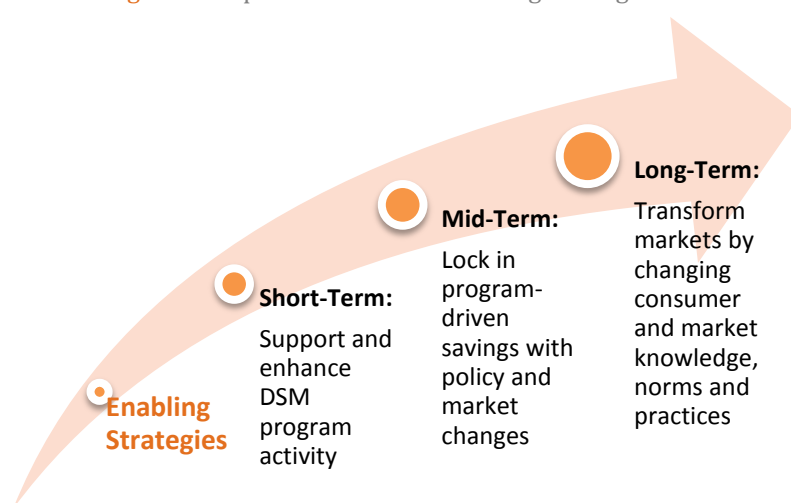 Enabling
Strategies
Short-Term:
Support and
enhance
DSM
program
activity
Mid-Term:
Lock in
program-
driven
savings with
policy and
market
changes
Long-Term:
Transform
markets by
changing
consumer
and market
knowledge,
norms and
practices